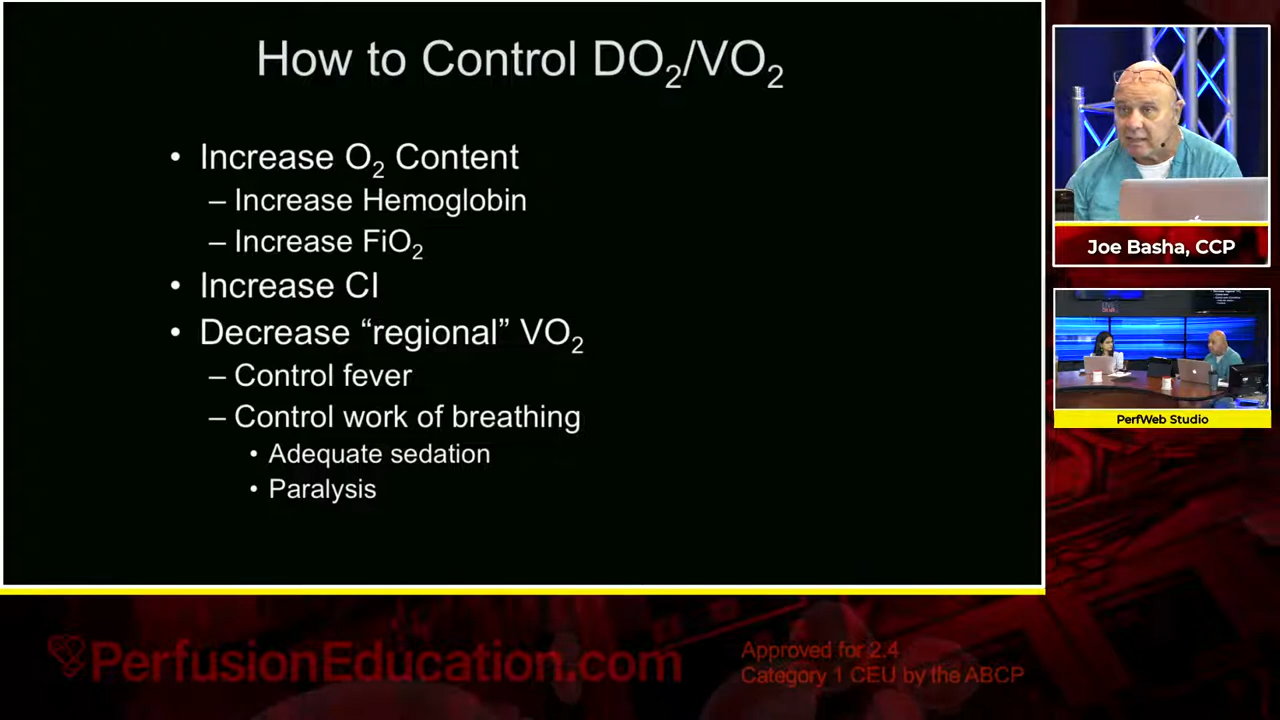 How to Control DO₂/VO₂
• Increase O₂ Content
– Increase Hemoglobin
– Increase FiO₂
• Increase CI
• Decrease “regional” VO₂
– Control fever
– Control work of breathing
• Adequate sedation
• Paralysis
Joe Basha, CCP
PerfWeb Studio
PerfusionEducation.com
Approved for 2.4
Category 1 CEU by the ABCP